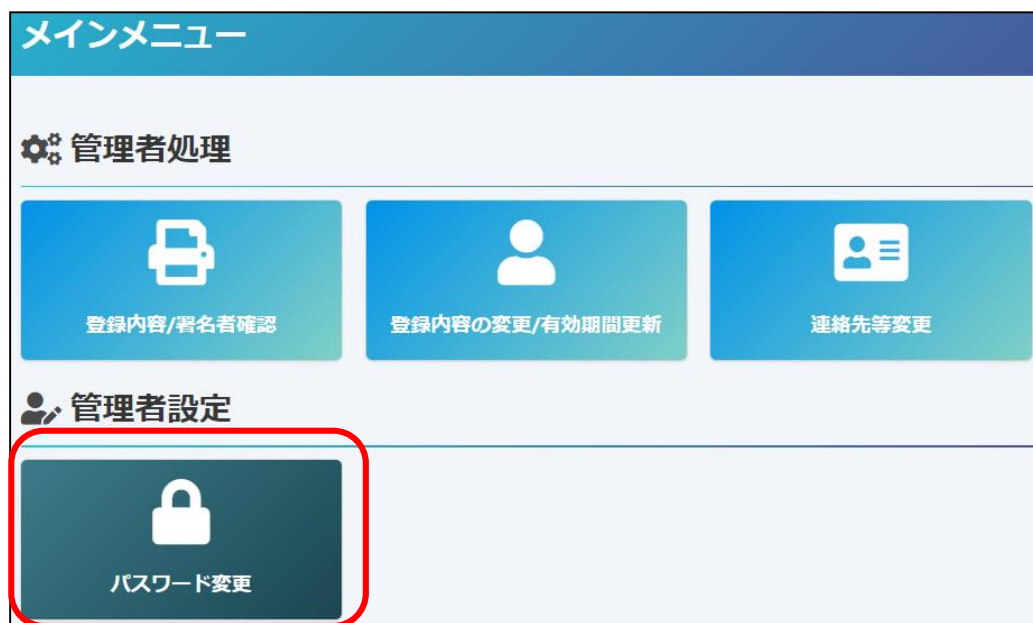 メインメニュー
管理者処理
登録内容/署名者確認
登録内容の変更/有効期間更新
連絡先等変更
管理者設定
パスワード変更